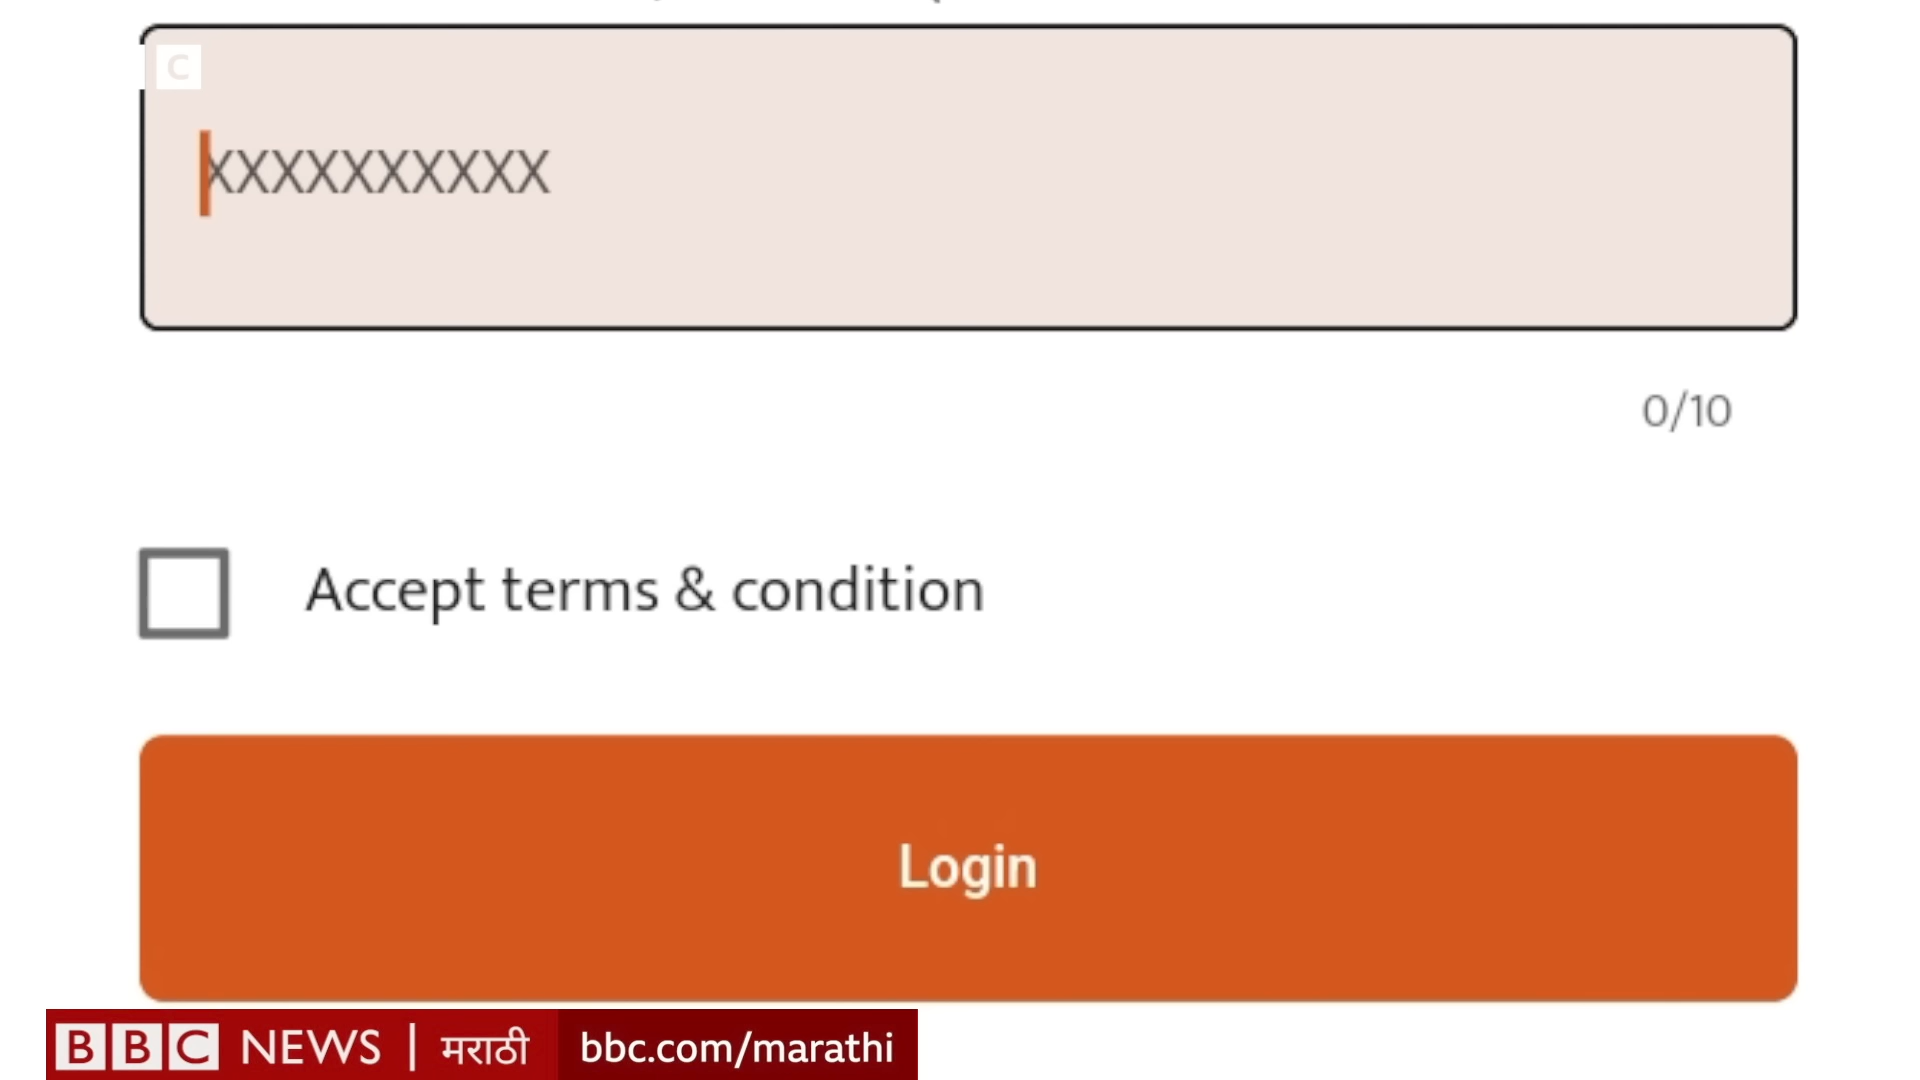 C
XXXXXXXXXX
0/10
Accept terms & condition
Login
BBC NEWS | मराठी bbc.com/marathi